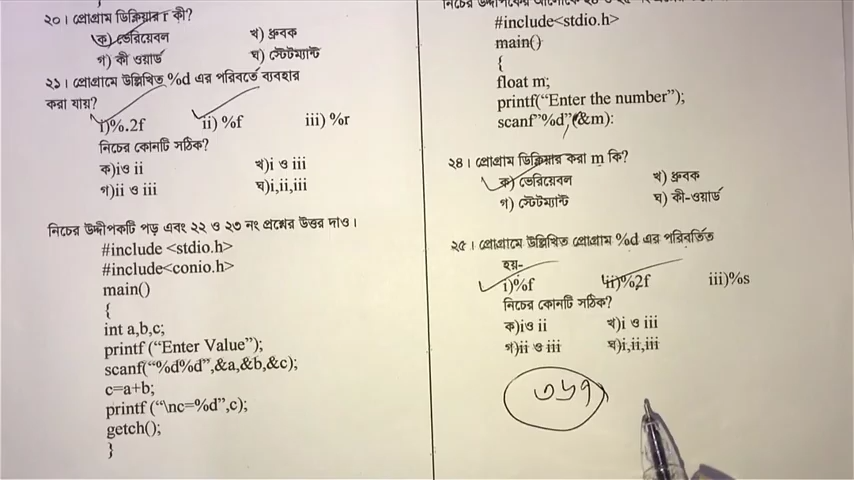 ২০। প্রোগ্রাম ডিক্লিয়ার r কী?
ক) ভেরিয়েবল খ) ধ্রুবক
গ) কী ওয়ার্ড ঘ) স্টেটম্যান্ট
২১। প্রোগ্রামে উল্লিখিত %d এর পরিবর্তে ব্যবহার
করা যায়?
i)%.2f ii) %f iii) %r
নিচের কোনটি সঠিক?
ক)i ও ii খ)i ও iii
গ)ii ও iii ঘ)i,ii,iii
নিচের উদ্দীপকটি পড় এবং ২২ ও ২৩ নং প্রশ্নের উত্তর দাও।
#include <stdio.h>
#include<conio.h>
main()
{
int a,b,c;
printf (“Enter Value”);
scanf(“%d%d”,&a,&b,&c);
c=a+b;
printf (“\nc=%d”,c);
getch();
}
#include<stdio.h>
main()
{
float m;
printf(“Enter the number”);
scanf”%d”(&m):
২৪। প্রোগ্রাম ডিক্লিয়ার করা m কি?
ক) ভেরিয়েবল খ) ধ্রুবক
গ) স্টেটম্যান্ট ঘ) কী-ওয়ার্ড
২৫। প্রোগ্রামে উল্লিখিত প্রোগ্রাম %d এর পরিবর্তিত
হয়-
i)%f ii)%2f iii)%s
নিচের কোনটি সঠিক?
ক)i ও ii খ)i ও iii
গ)ii ও iii ঘ)i,ii,iii
৩৬৭